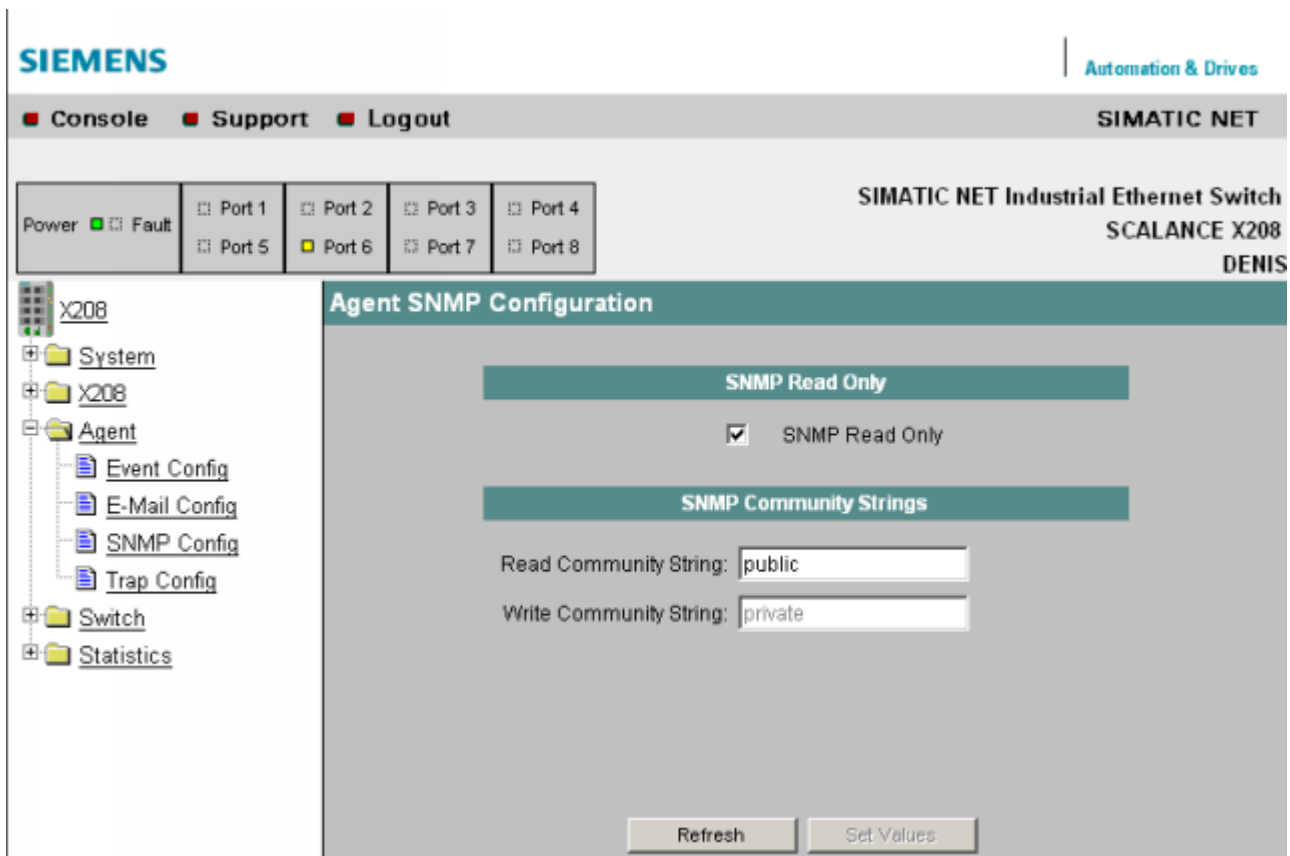 SIEMENS
Automation & Drives
Console Support Logout SIMATIC NET
Power Fault Port 1 Port 2 Port 3 Port 4
Port 5 Port 6 Port 7 Port 8
SIMATIC NET Industrial Ethernet Switch
SCALANCE X208
DENIS
X208
System
X208
Agent
Event Config
E-Mail Config
SNMP Config
Trap Config
Switch
Statistics
Agent SNMP Configuration
SNMP Read Only
SNMP Read Only
SNMP Community Strings
Read Community String: public
Write Community String: private
Refresh Set Values